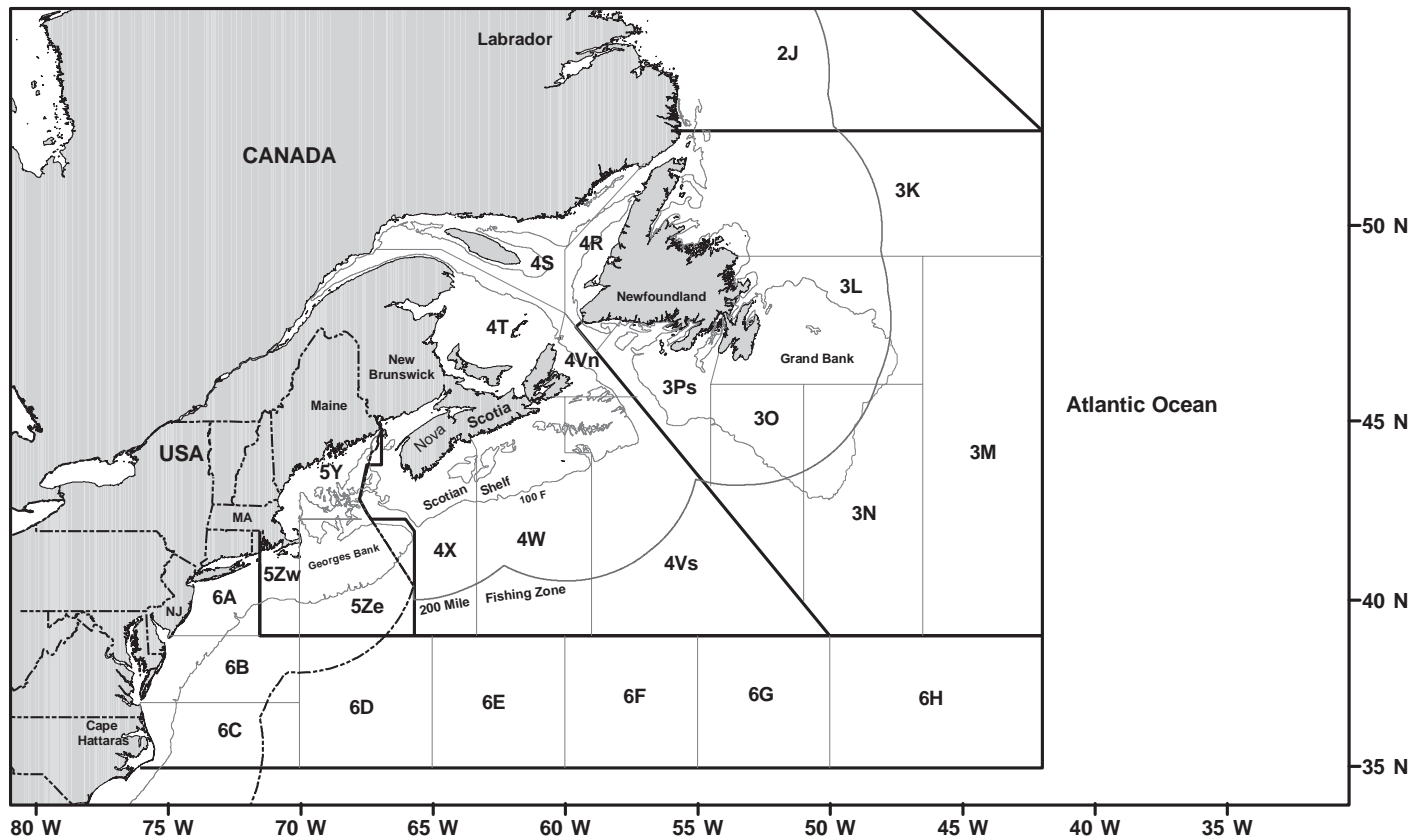 Labrador
2J
CANADA
3K
50 N
4R
4S
3L
Newfoundland
4T
Grand Bank
New
Brunswick
4Vn
3Ps
Maine
Atlantic Ocean
Nova Scotia
3O
45 N
USA
5Y
3M
Scotian Shelf
100 F
MA
3N
4W
4X
Georges Bank
4Vs
5Zw
6A
5Ze
200 Mile Fishing Zone
40 N
NJ
6B
6D
6E
6F
6G
6H
Cape
Hattaras
6C
35 N
80 W 75 W 70 W 65 W 60 W 55 W 50 W 45 W 40 W 35 W